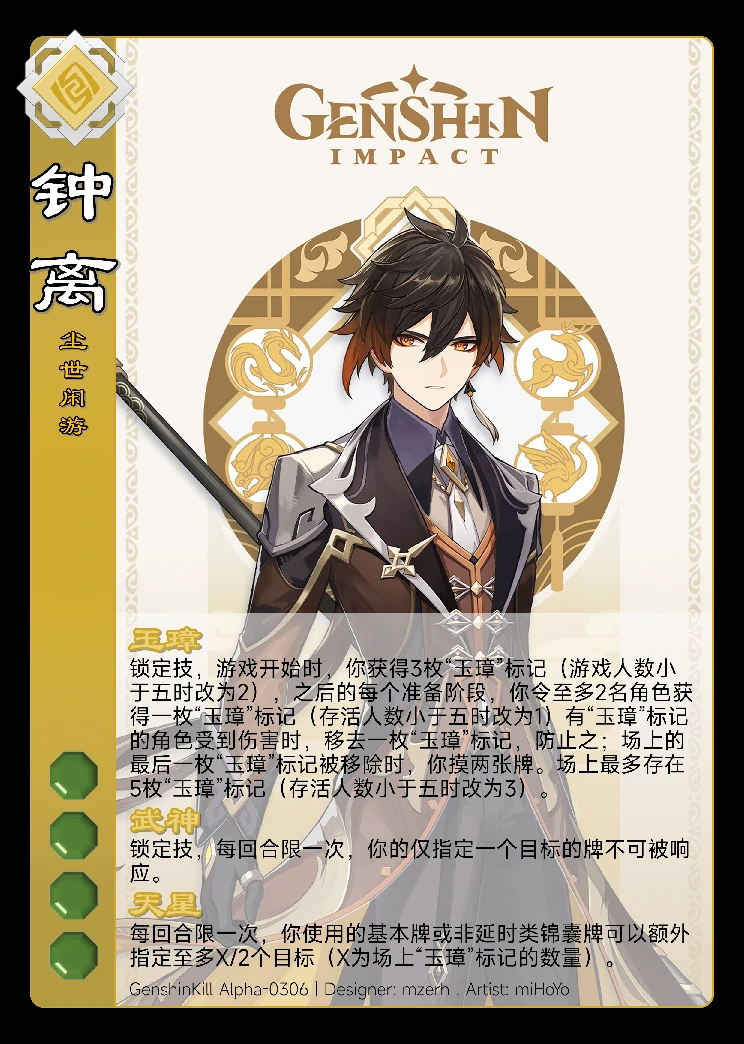 GENSHIN
IMPACT
钟离
尘世闲游
玉璋
锁定技，游戏开始时，你获得3枚“玉璋”标记（游戏人数小
于五时改为2），之后的每个准备阶段，你令至多2名角色获
得一枚“玉璋”标记（存活人数小于五时改为1）有“玉璋”标记
的角色受到伤害时，移去一枚“玉璋”标记，防止之；场上的
最后一枚“玉璋”标记被移除时，你摸两张牌。场上最多存在
5枚“玉璋”标记（存活人数小于五时改为3）。
武神
锁定技，每回合限一次，你的仅指定一个目标的牌不可被响
应。
天星
每回合限一次，你使用的基本牌或非延时类锦囊牌可以额外
指定至多X/2个目标（X为场上“玉璋”标记的数量）。
GenshinKill Alpha-0306 | Designer: mzerh . Artist: miHoYo